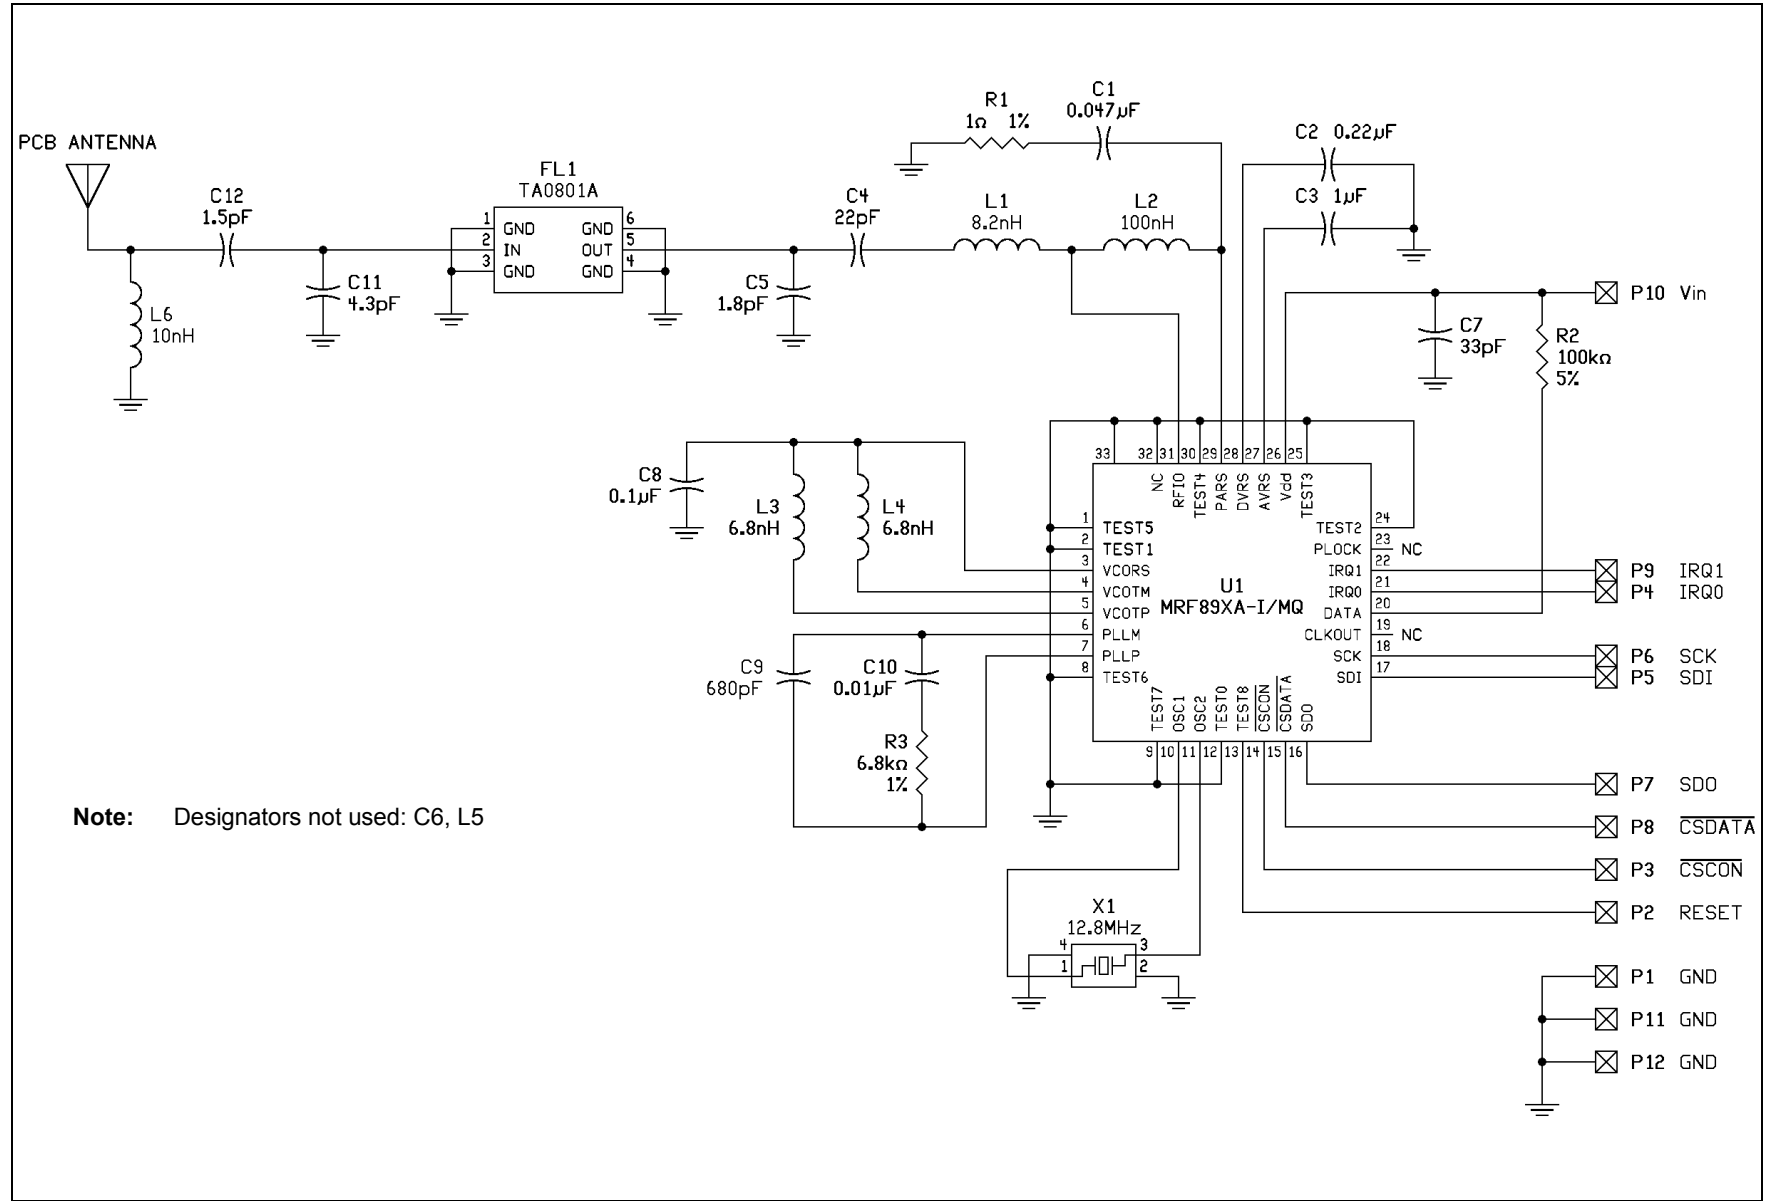 PCB ANTENNA
C12
1.5pF
L6
10nH
C11
4.3pF
FL1
TA0801A
1 GND
2 IN
3 GND
GND 6
OUT 5
GND 4
C5
1.8pF
C4
22pF
R1
1Ω 1%
C1
0.047µF
L1
8.2nH
L2
100nH
C2 0.22µF
C3 1µF
P10 Vin
C7
33pF
R2
100kΩ
5%
C8
0.1µF
L3
6.8nH
L4
6.8nH
C9
680pF
C10
0.01µF
R3
6.8kΩ
1%
33 32 31 30 29 28 27 26 25
NC
RFIO
TEST4
PARS
DVRS
AVRS
Vdd
TEST3
1 TEST5
2 TEST1
3 VCORS
4 VCOTM
5 VCOTP
6 PLLM
7 PLLP
8 TEST6
U1
MRF89XA-I/MQ
TEST2 24
PLOCK 23 NC
IRQ1 22
IRQ0 21
DATA 20
CLKOUT 19 NC
SCK 18
SDI 17
TEST7
OSC1
OSC2
TEST0
TEST8
CSCON
CSDATA
SDO
9 10 11 12 13 14 15 16
P9 IRQ1
P4 IRQ0
P6 SCK
P5 SDI
P7 SDO
P8 CSDATA
P3 CSCON
P2 RESET
P1 GND
P11 GND
P12 GND
X1
12.8MHz
4 3
1 2
Note: Designators not used: C6, L5